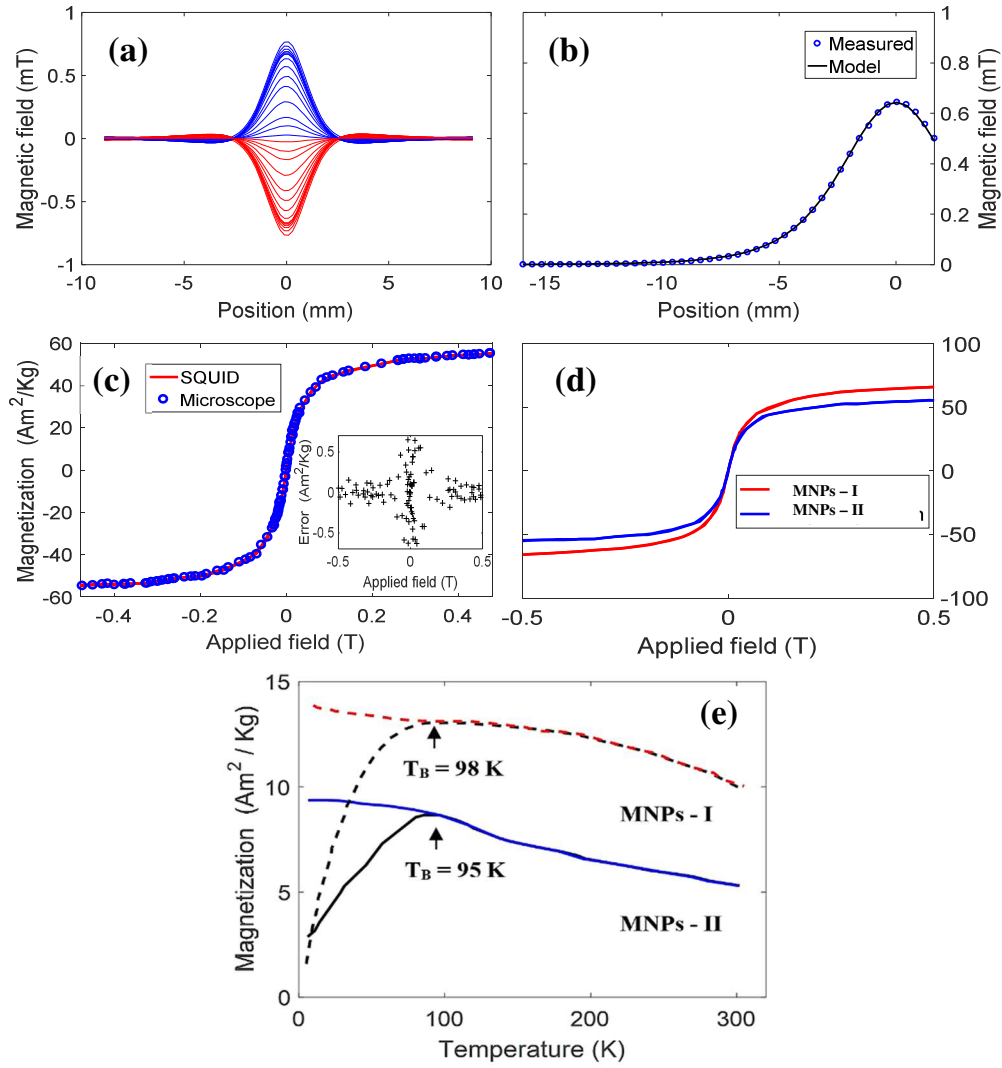 (a)
Magnetic field (mT)
1
0.5
0
-0.5
-1
-10
-5
0
5
10
Position (mm)
(b)
Measured
Model
1
0.8
0.6
0.4
0.2
0
Magnetic field (mT)
-15
-10
-5
0
Position (mm)
(c)
Magnetization (Am²/Kg)
60
40
20
0
-20
-40
-60
SQUID
Microscope
Error (Am²/Kg)
0.5
0
-0.5
-0.5
0
0.5
Applied field (T)
-0.4
-0.2
0
0.2
0.4
Applied field (T)
(d)
100
50
0
-50
-100
MNPs – I
MNPs – II
-0.5
0
0.5
Applied field (T)
(e)
Magnetization (Am² / Kg)
15
10
5
0
T_B = 98 K
MNPs - I
T_B = 95 K
MNPs - II
0
100
200
300
Temperature (K)